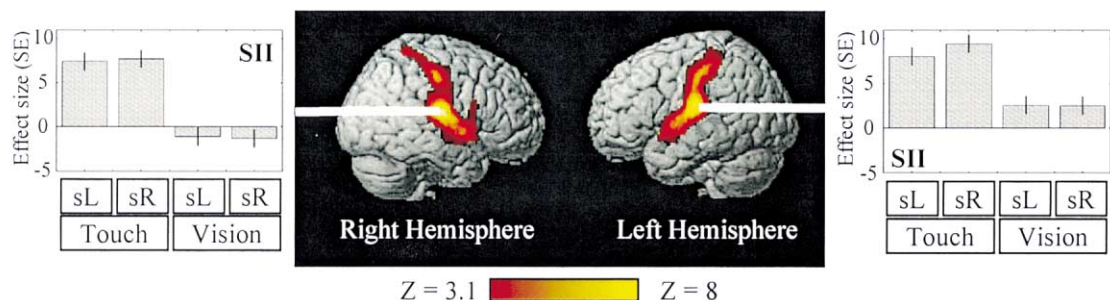 10
SII
5
0
-5
Effect size (SE)
sL sR sL sR
Touch Vision
Right Hemisphere
Left Hemisphere
Z = 3.1 Z = 8
10
5
0
SII
-5
Effect size (SE)
sL sR sL sR
Touch Vision